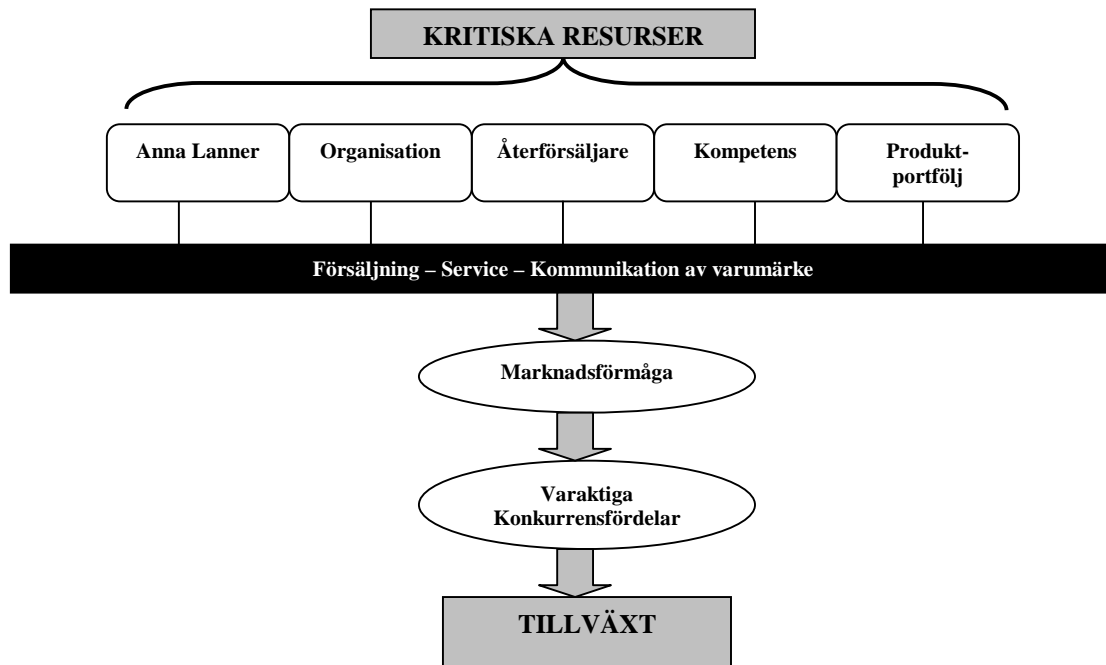 KRITISKA RESURSER
Anna Lanner
Organisation
Återförsäljare
Kompetens
Produkt-
portfölj
Försäljning – Service – Kommunikation av varumärke
Marknadsförmåga
Varaktiga
Konkurrensfördelar
TILLVÄXT